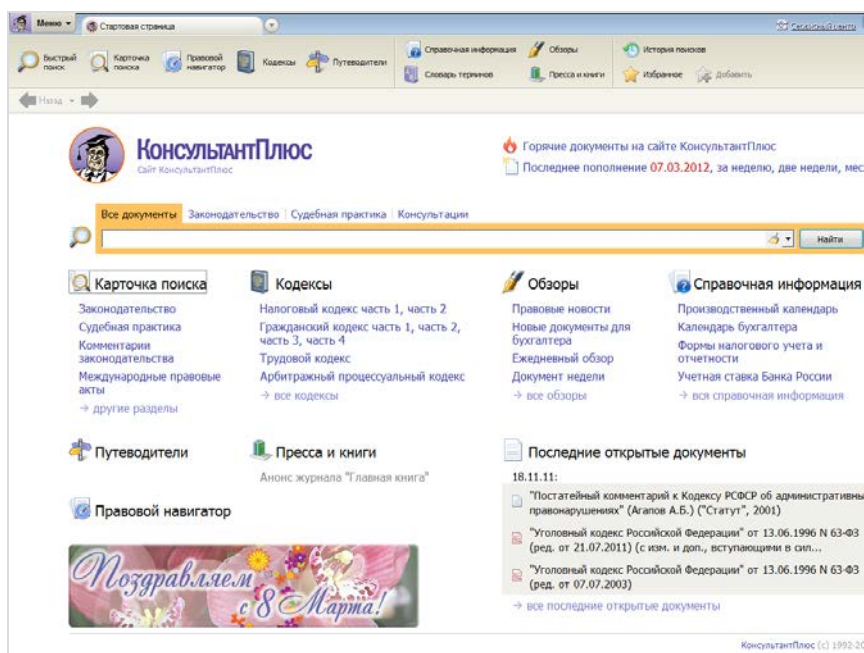 Меню
Стартовая страница
Сервисный центр
Быстрый поиск
Карточка поиска
Правовой навигатор
Кодексы
Путеводители
Справочная информация
Словарь терминов
Обзоры
Пресса и книги
История поисков
Избранное
Добавить
Назад
КонсультантПлюс
Сайт КонсультантПлюс
Горячие документы на сайте КонсультантПлюс
Последнее пополнение 07.03.2012, за неделю, две недели, мес
Все документы
Законодательство
Судебная практика
Консультации
Найти
Карточка поиска
Законодательство
Судебная практика
Комментарии
законодательства
Международные правовые
акты
→ другие разделы
Кодексы
Налоговый кодекс часть 1, часть 2
Гражданский кодекс часть 1, часть 2,
часть 3, часть 4
Трудовой кодекс
Арбитражный процессуальный кодекс
→ все кодексы
Обзоры
Правовые новости
Новые документы для
бухгалтера
Ежедневный обзор
Документ недели
→ все обзоры
Справочная информация
Производственный календарь
Календарь бухгалтера
Формы налогового учета и
отчетности
Учетная ставка Банка России
→ вся справочная информация
Путеводители
Пресса и книги
Анонс журнала "Главная книга"
Правовой навигатор
Последние открытые документы
18.11.11:
"Постатейный комментарий к Кодексу РСФСР об административны
правонарушениях" (Агапов А.Б.) ("Статут", 2001)
"Уголовный кодекс Российской Федерации" от 13.06.1996 N 63-ФЗ
(ред. от 21.07.2011) (с изм. и доп., вступающими в сил...
"Уголовный кодекс Российской Федерации" от 13.06.1996 N 63-ФЗ
(ред. от 07.07.2003)
→ все последние открытые документы
Поздравляем
с 8 Марта!
КонсультантПлюс (c) 1992-20